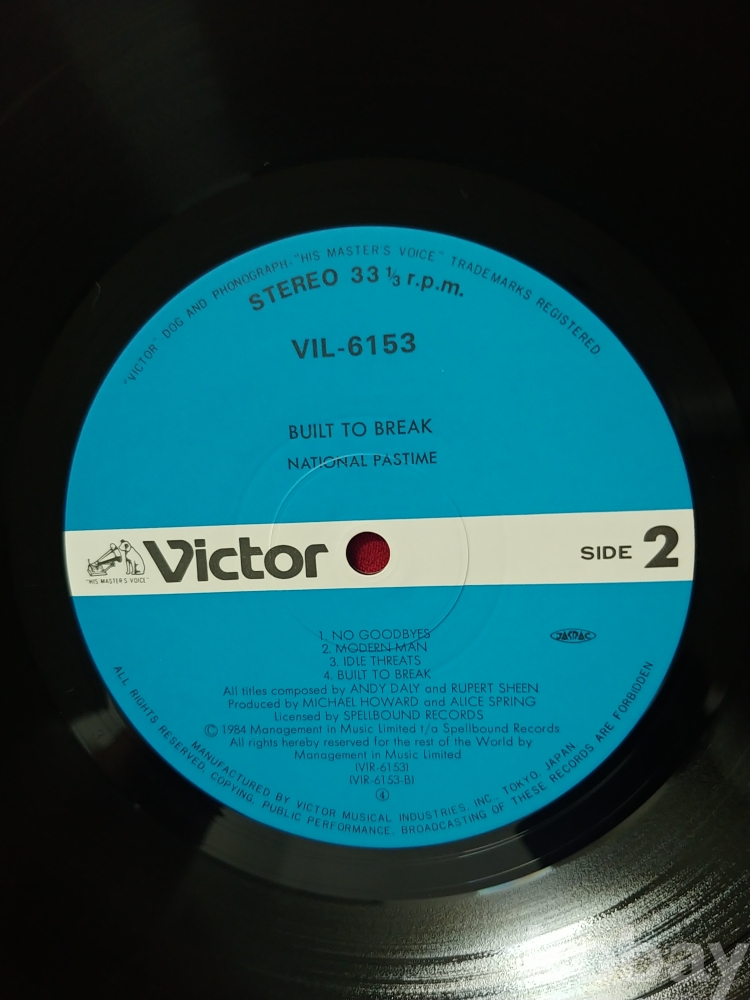 "VICTOR" DOG AND PHONOGRAPH-"HIS MASTER'S VOICE" TRADEMARKS REGISTERED.
STEREO 33 1/3 r.p.m.
VIL-6153
BUILT TO BREAK
NATIONAL PASTIME
Victor
"HIS MASTER'S VOICE"
SIDE 2
1. NO GOODBYES
2. MODERN MAN
3. IDLE THREATS
4. BUILT TO BREAK
JASRAC
All titles composed by ANDY DALY and RUPERT SHEEN
Produced by MICHAEL HOWARD and ALICE SPRING
Licensed by SPELLBOUND RECORDS
© 1984 Management in Music Limited t/a Spellbound Records
All rights hereby reserved for the rest of the World by
Management in Music Limited
(VIR-6153)
(VIR-6153-B)
④
MANUFACTURED BY VICTOR MUSICAL INDUSTRIES, INC. TOKYO, JAPAN
ALL RIGHTS RESERVED. COPYING, PUBLIC PERFORMANCE, BROADCASTING OF THESE RECORDS ARE FORBIDDEN